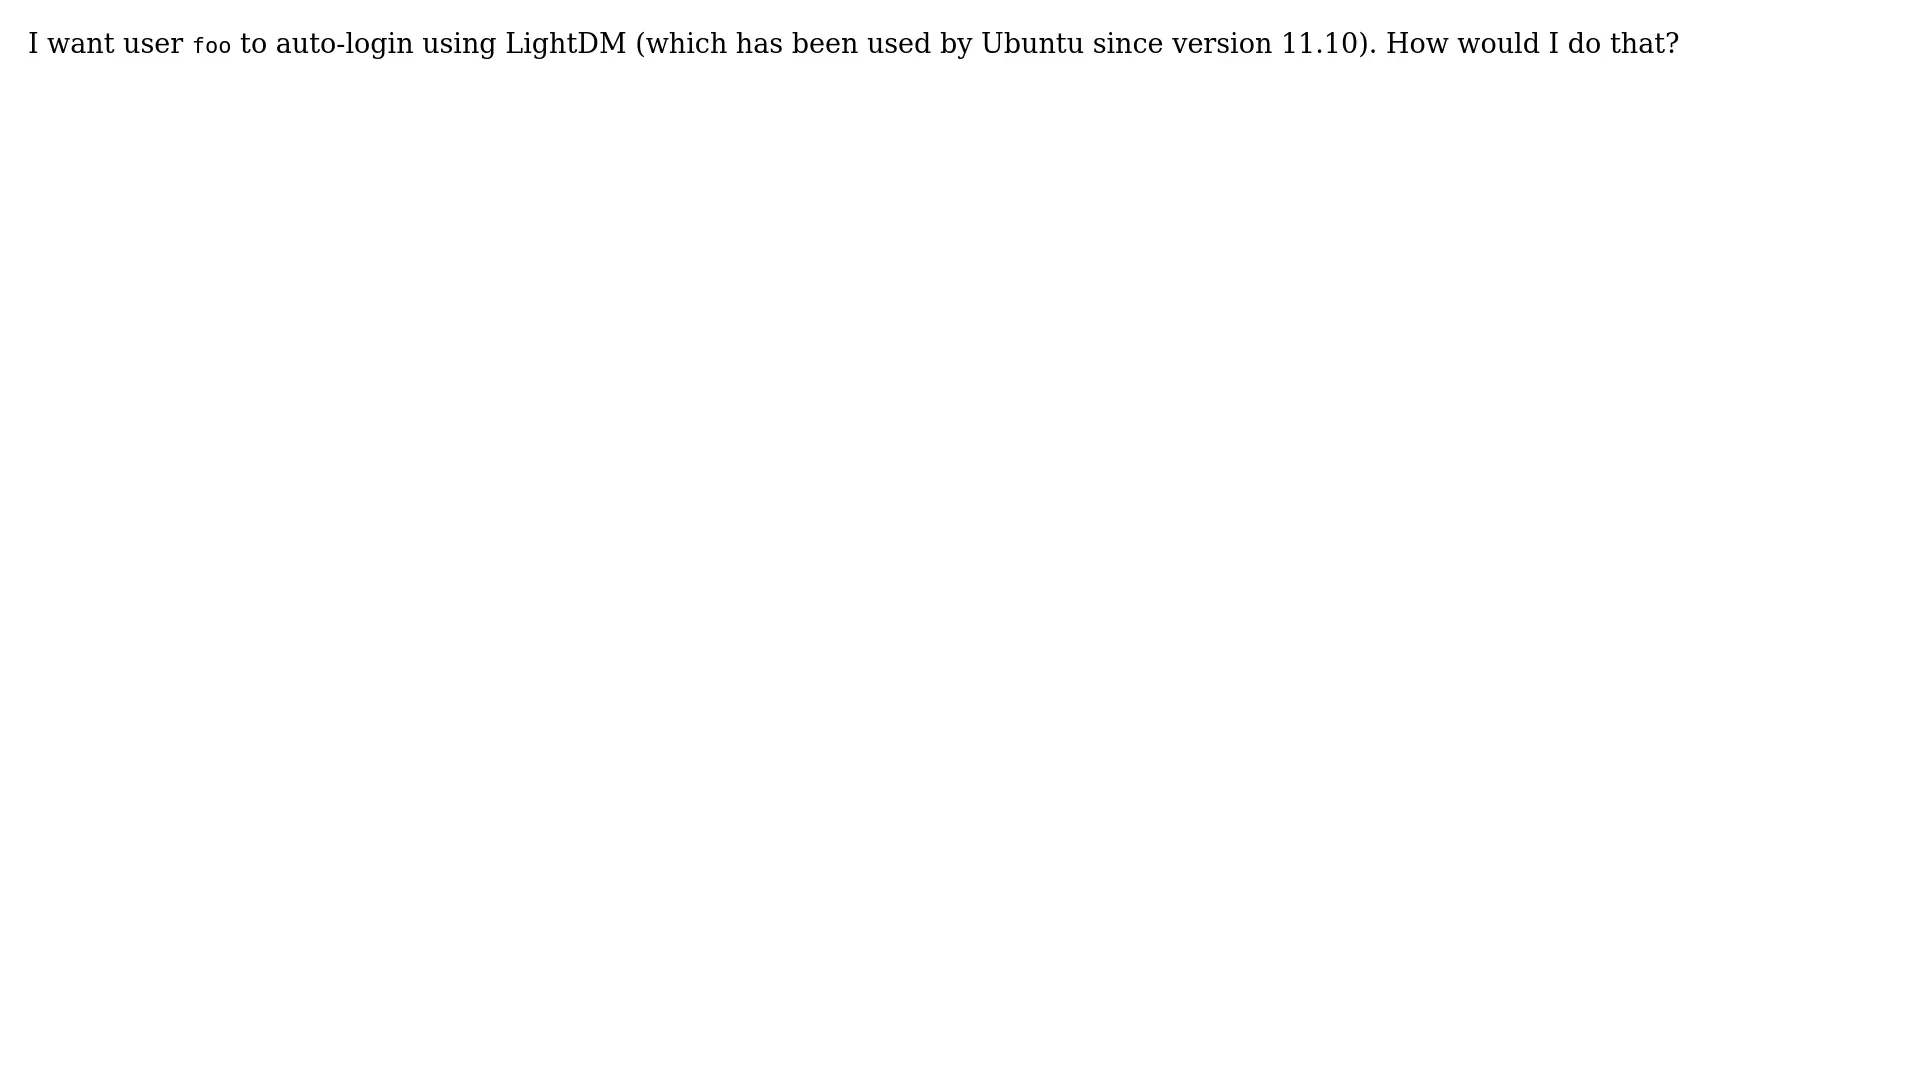 I want user foo to auto-login using LightDM (which has been used by Ubuntu since version 11.10). How would I do that?